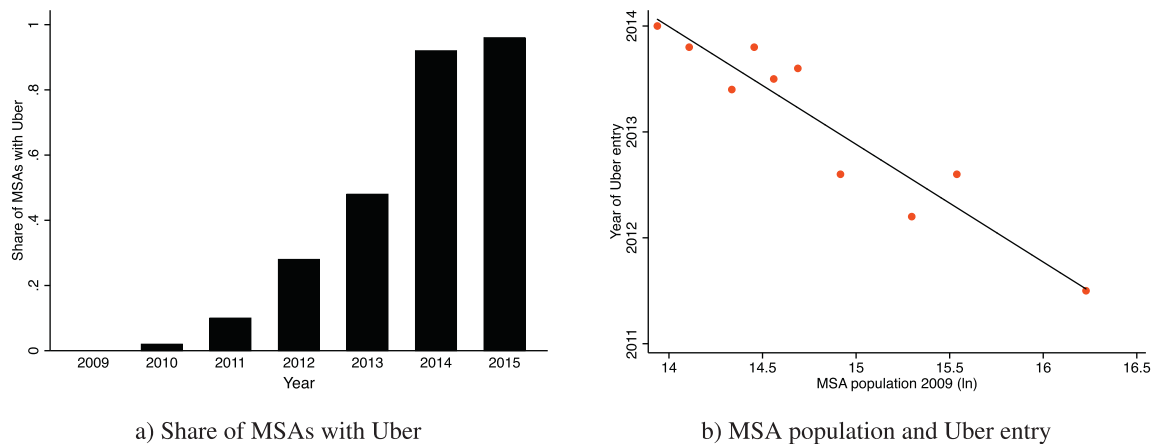 Share of MSAs with Uber
1
.8
.6
.4
.2
0
2009 2010 2011 2012 2013 2014 2015
Year
a) Share of MSAs with Uber
Year of Uber entry
2014
2013
2012
2011
14 14.5 15 15.5 16 16.5
MSA population 2009 (ln)
b) MSA population and Uber entry